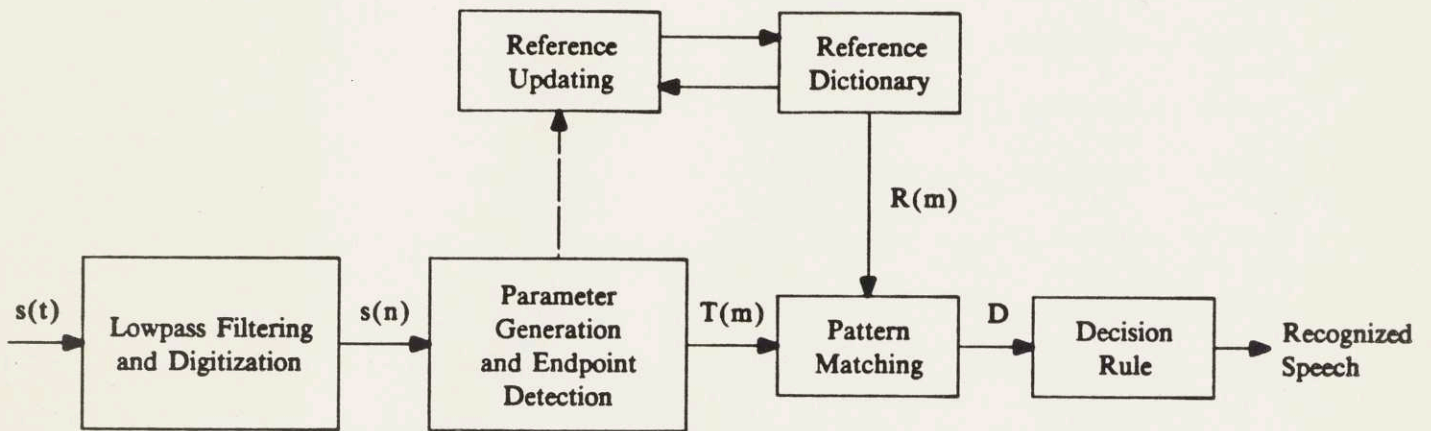 Reference
Updating
Reference
Dictionary
R(m)
s(t)
Lowpass Filtering
and Digitization
s(n)
Parameter
Generation
and Endpoint
Detection
T(m)
Pattern
Matching
D
Decision
Rule
Recognized
Speech